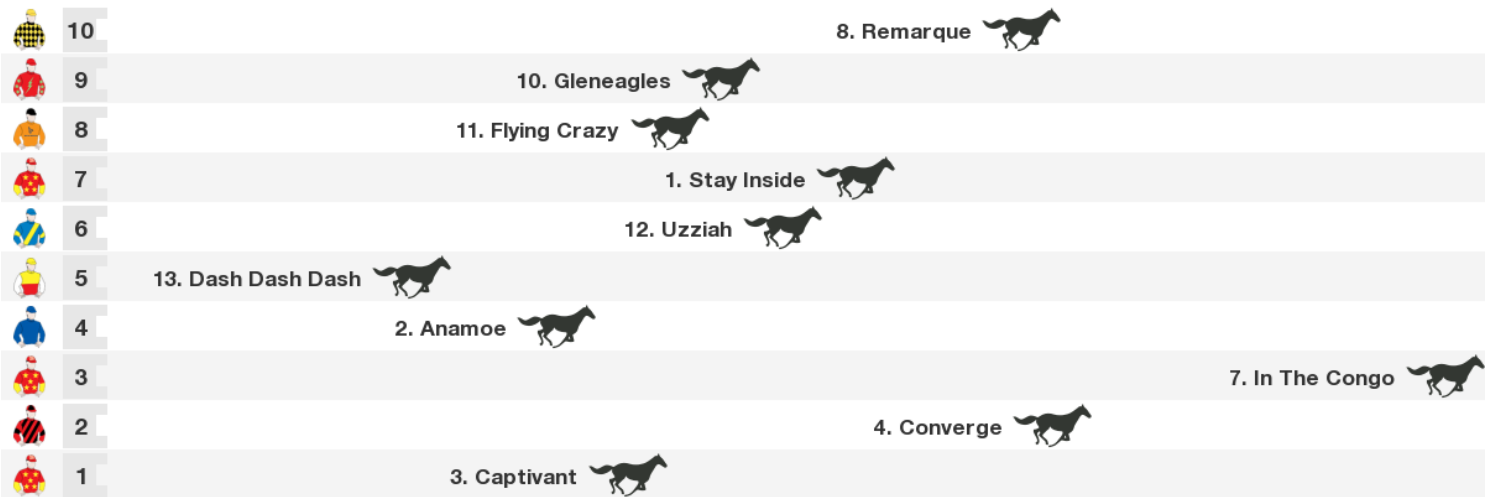 10 8. Remarque
9 10. Gleneagles
8 11. Flying Crazy
7 1. Stay Inside
6 12. Uzziah
5 13. Dash Dash Dash
4 2. Anamoe
3 7. In The Congo
2 4. Converge
1 3. Captivant